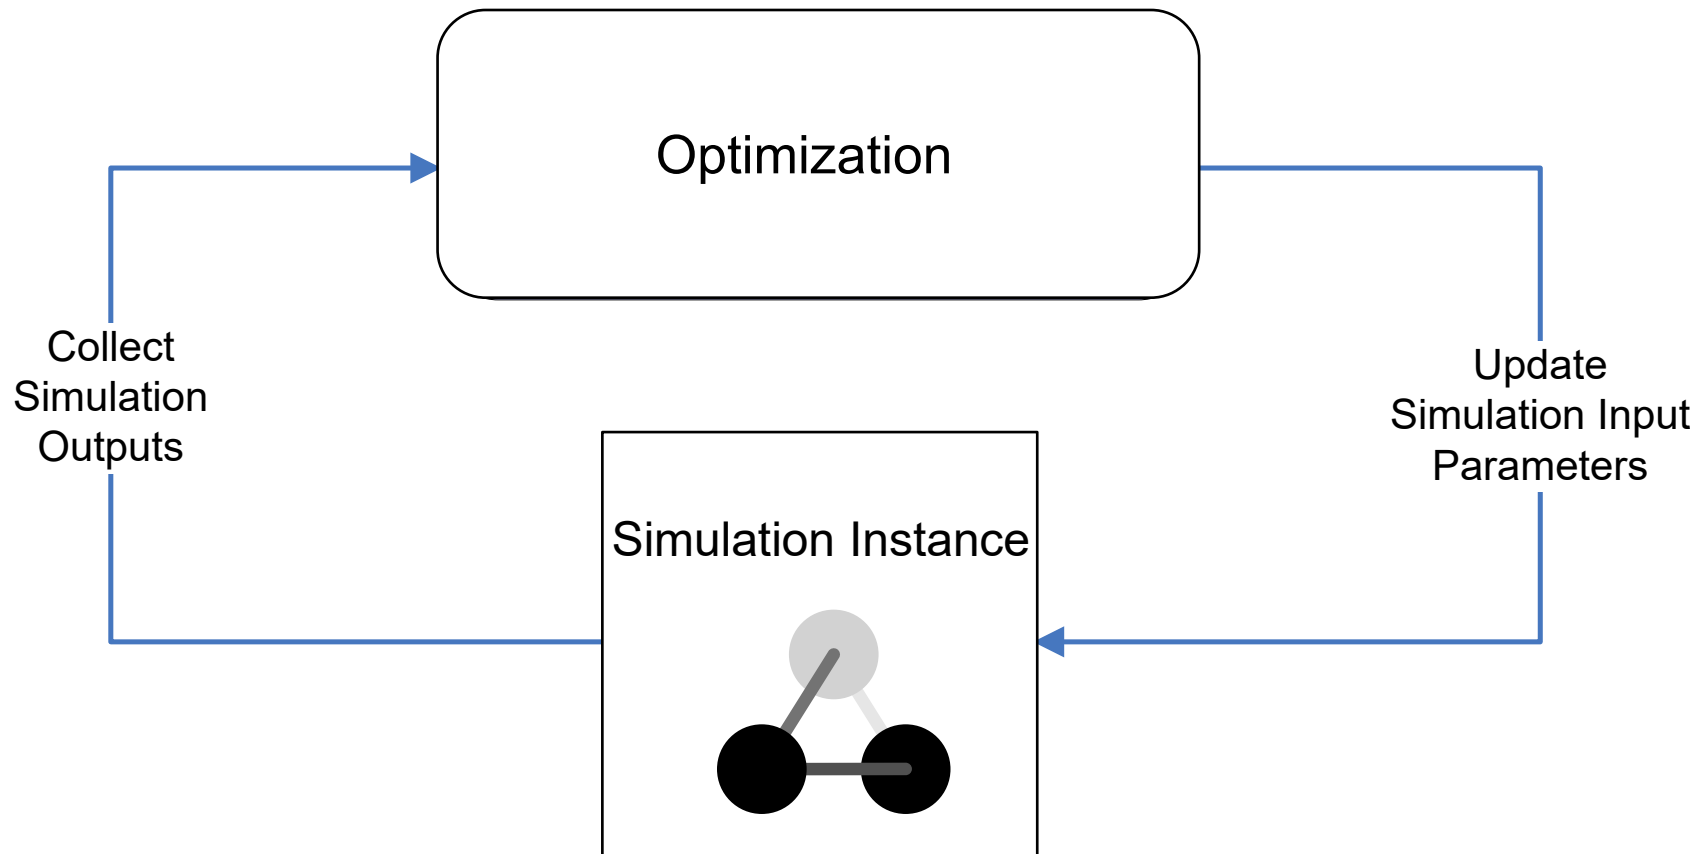 Optimization
Collect
Simulation
Outputs
Update
Simulation Input
Parameters
Simulation Instance